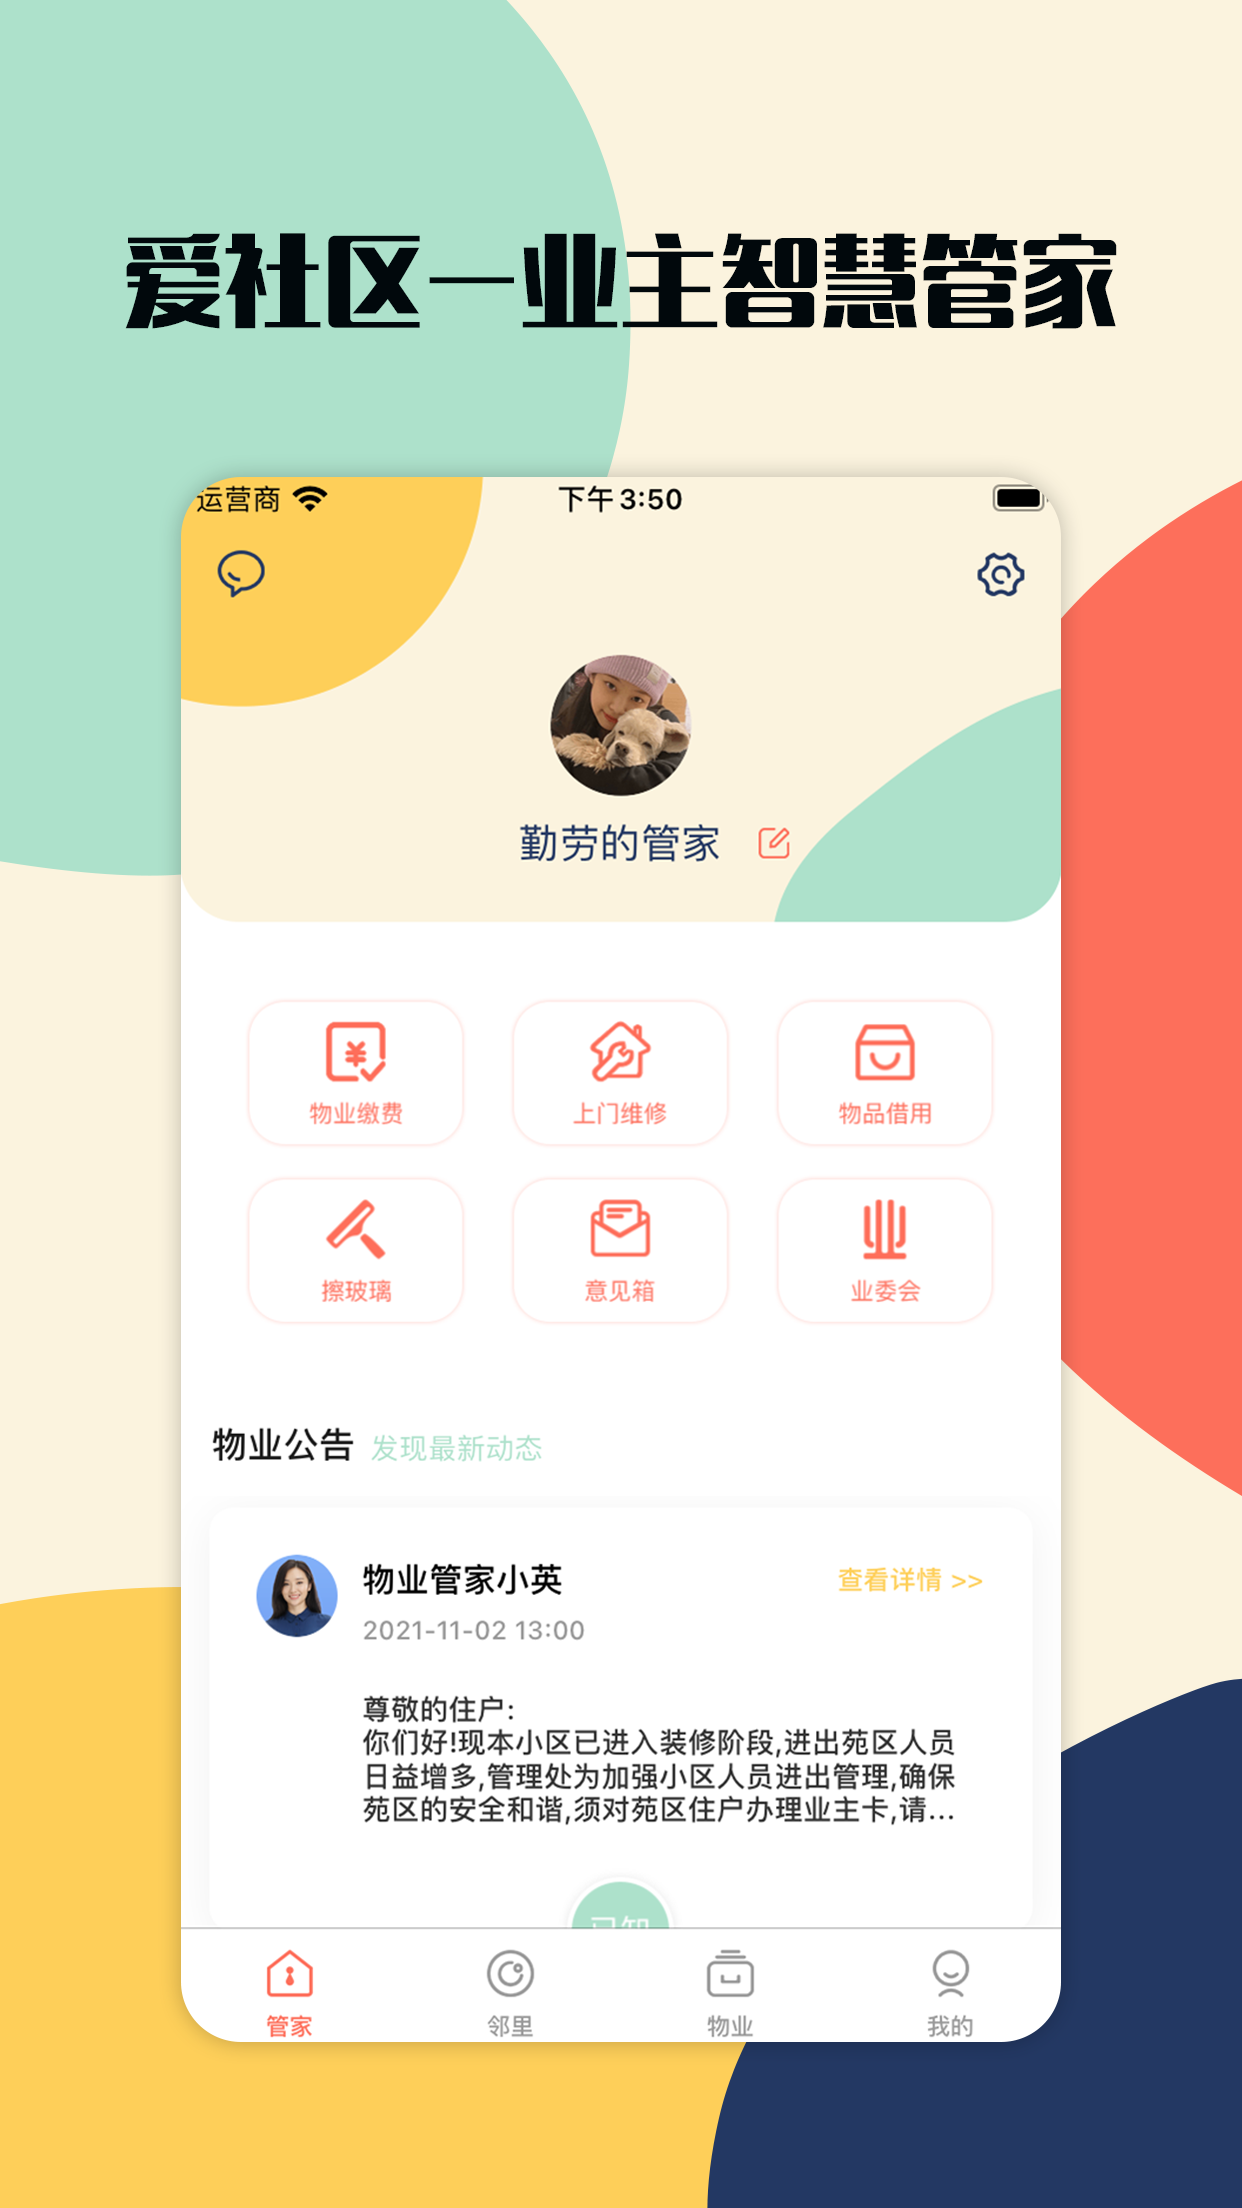 爱社区一业主智慧管家
运营商 下午3:50
勤劳的管家
物业缴费 上门维修 物品借用
擦玻璃 意见箱 业委会
物业公告 发现最新动态
物业管家小英 查看详情 >>
2021-11-02 13:00
尊敬的住户:
你们好!现本小区已进入装修阶段,进出苑区人员
日益增多,管理处为加强小区人员进出管理,确保
苑区的安全和谐,须对苑区住户办理业主卡,请...
管家 邻里 物业 我的